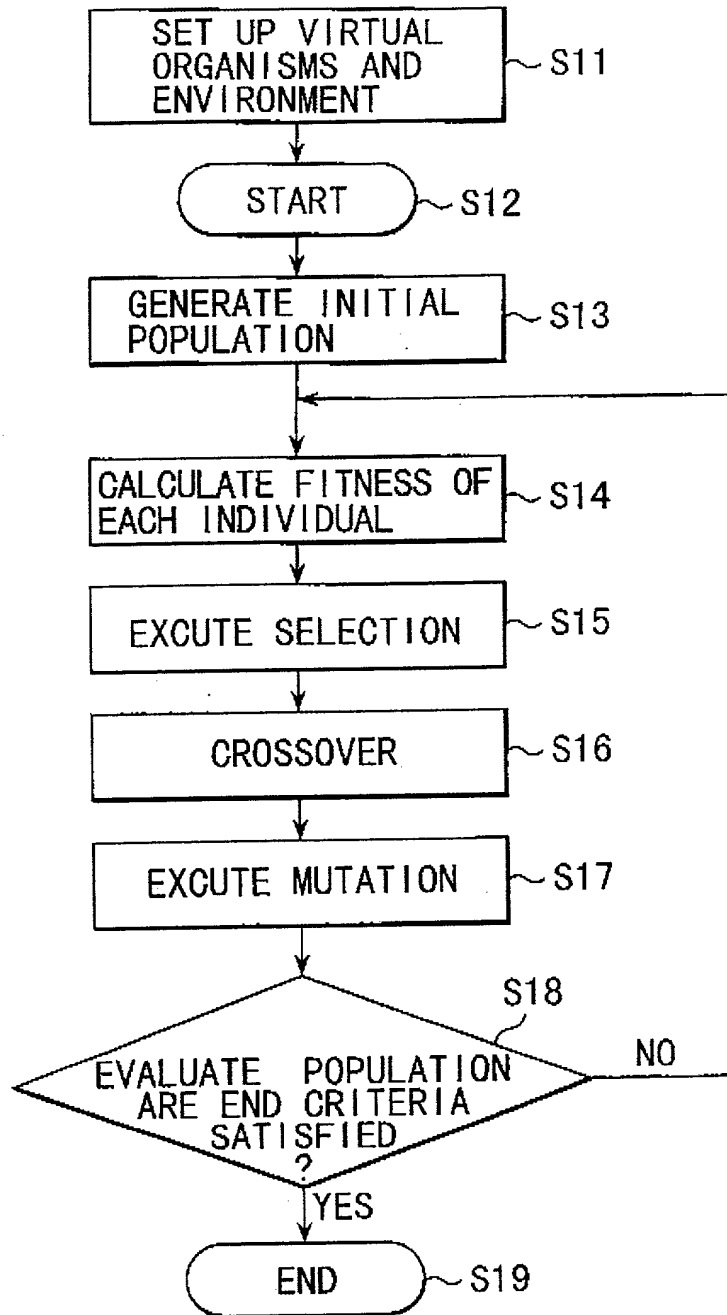 SET UP VIRTUAL
ORGANISMS AND
ENVIRONMENT
S11
START
S12
GENERATE INITIAL
POPULATION
S13
CALCULATE FITNESS OF
EACH INDIVIDUAL
S14
EXCUTE SELECTION
S15
CROSSOVER
S16
EXCUTE MUTATION
S17
S18
EVALUATE POPULATION
ARE END CRITERIA
SATISFIED
?
NO
YES
END
S19